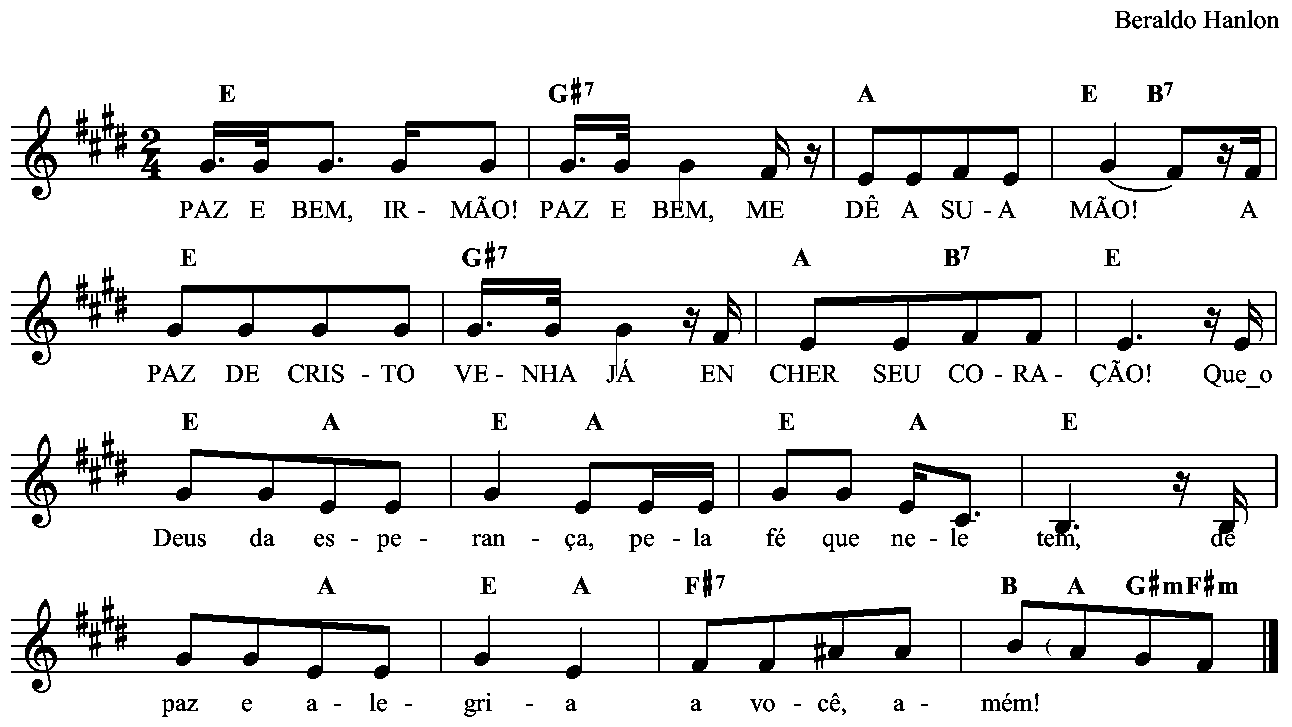 Beraldo Hanlon
E G♯7 A E B7
2
4
PAZ E BEM, IR - MÃO! PAZ E BEM, ME DÊ A SU - A MÃO! A
E G♯7 A B7 E
PAZ DE CRIS - TO VE - NHA JÁ EN CHER SEU CO - RA - ÇÃO! Que_o
E A E A E A E
Deus da es - pe - ran - ça, pe - la fé que ne - le tem, de
A E A F♯7 B A G♯m F♯m
paz e a - le - gri - a a vo - cê, a - mém!